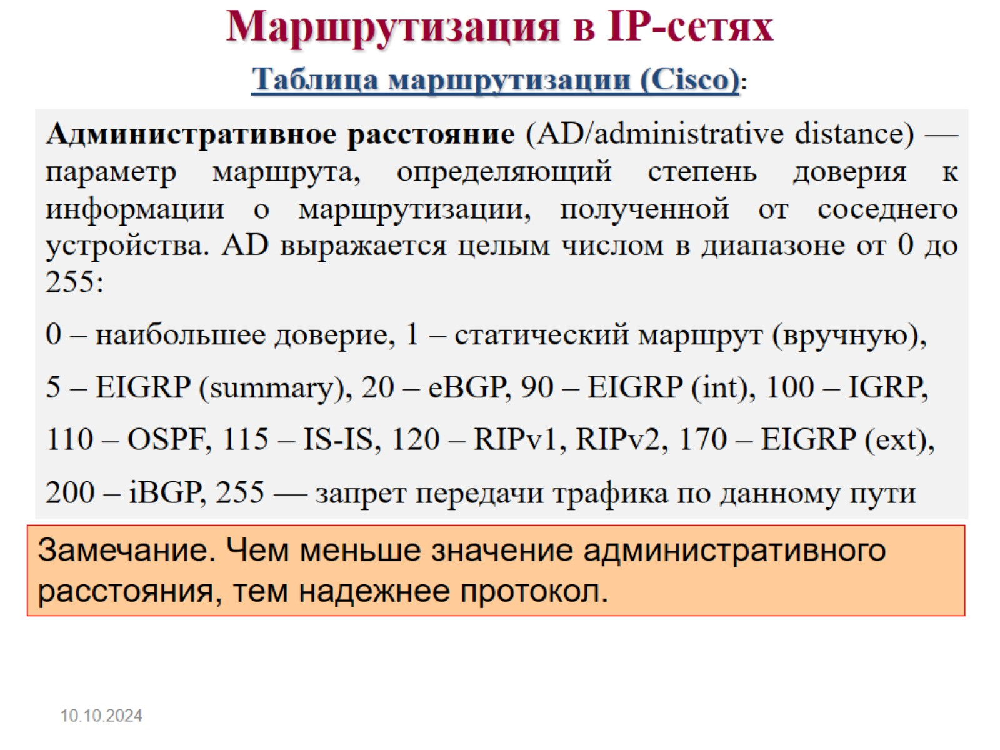 Маршрутизация в IP-сетях
Таблица маршрутизации (Cisco):
Административное расстояние (AD/administrative distance) —
параметр маршрута, определяющий степень доверия к
информации о маршрутизации, полученной от соседнего
устройства. AD выражается целым числом в диапазоне от 0 до
255:
0 – наибольшее доверие, 1 – статический маршрут (вручную),
5 – EIGRP (summary), 20 – eBGP, 90 – EIGRP (int), 100 – IGRP,
110 – OSPF, 115 – IS-IS, 120 – RIPv1, RIPv2, 170 – EIGRP (ext),
200 – iBGP, 255 — запрет передачи трафика по данному пути
Замечание. Чем меньше значение административного
расстояния, тем надежнее протокол.
10.10.2024